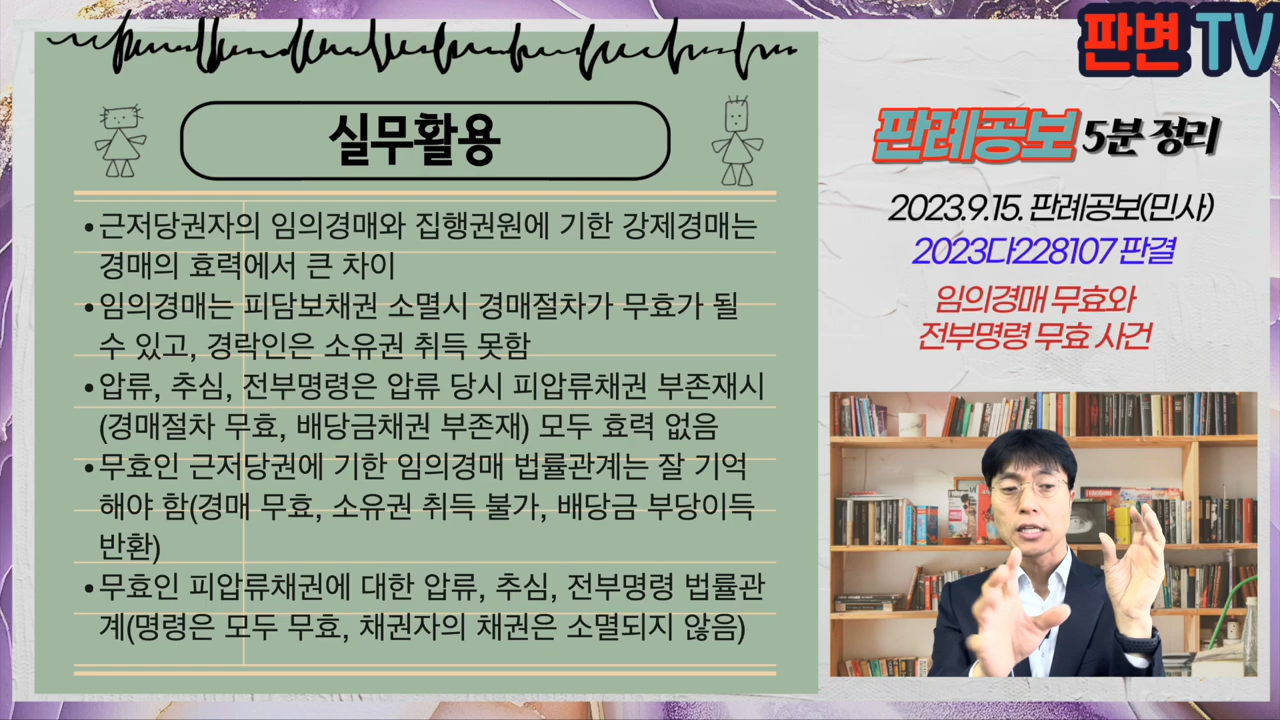 판변 TV
실무활용
• 근저당권자의 임의경매와 집행권원에 기한 강제경매는
경매의 효력에서 큰 차이
• 임의경매는 피담보채권 소멸시 경매절차가 무효가 될
수 있고, 경락인은 소유권 취득 못함
• 압류, 추심, 전부명령은 압류 당시 피압류채권 부존재시
(경매절차 무효, 배당금채권 부존재) 모두 효력 없음
• 무효인 근저당권에 기한 임의경매 법률관계는 잘 기억
해야 함(경매 무효, 소유권 취득 불가, 배당금 부당이득
반환)
• 무효인 피압류채권에 대한 압류, 추심, 전부명령 법률관
계(명령은 모두 무효, 채권자의 채권은 소멸되지 않음)
판례공보 5분 정리
2023.9.15. 판례공보(민사)
2023다228107 판결
임의경매 무효와
전부명령 무효 사건